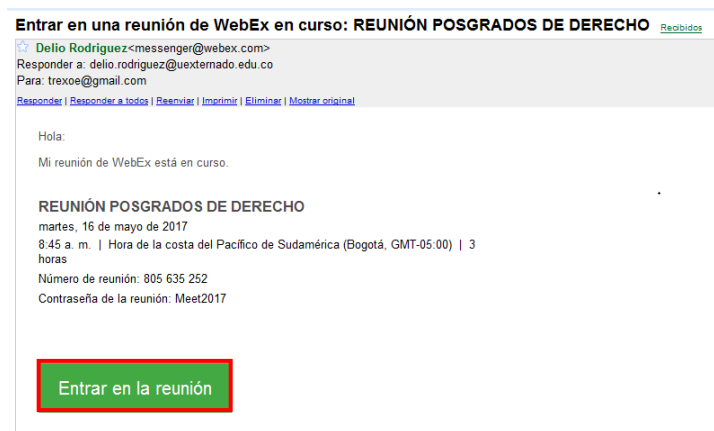 Entrar en una reunión de WebEx en curso: REUNIÓN POSGRADOS DE DERECHO Recibidos
Delio Rodriguez<messenger@webex.com>
Responder a: delio.rodriguez@uexternado.edu.co
Para: trexoe@gmail.com
Responder | Responder a todos | Reenviar | Imprimir | Eliminar | Mostrar original
Hola:
Mi reunión de WebEx está en curso.
REUNIÓN POSGRADOS DE DERECHO
martes, 16 de mayo de 2017
8:45 a. m. | Hora de la costa del Pacífico de Sudamérica (Bogotá, GMT-05:00) | 3
horas
Número de reunión: 805 635 252
Contraseña de la reunión: Meet2017
Entrar en la reunión